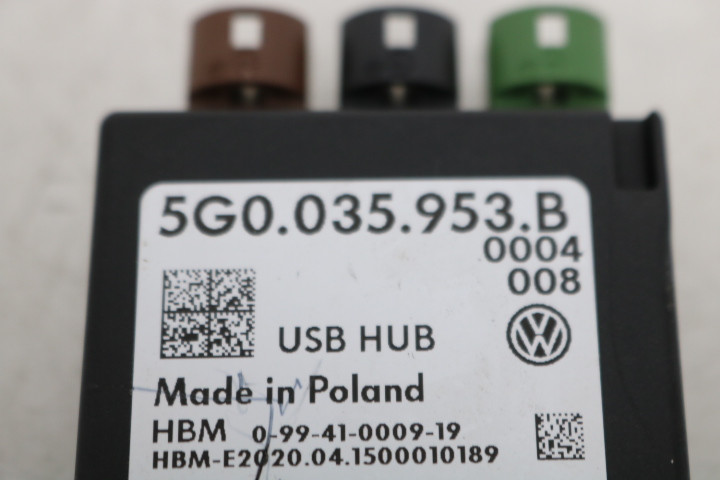 5G0.035.953.B
0004
008
USB HUB
Made in Poland
HBM 0-99-41-0009-19
HBM-E2020.04.1500010189